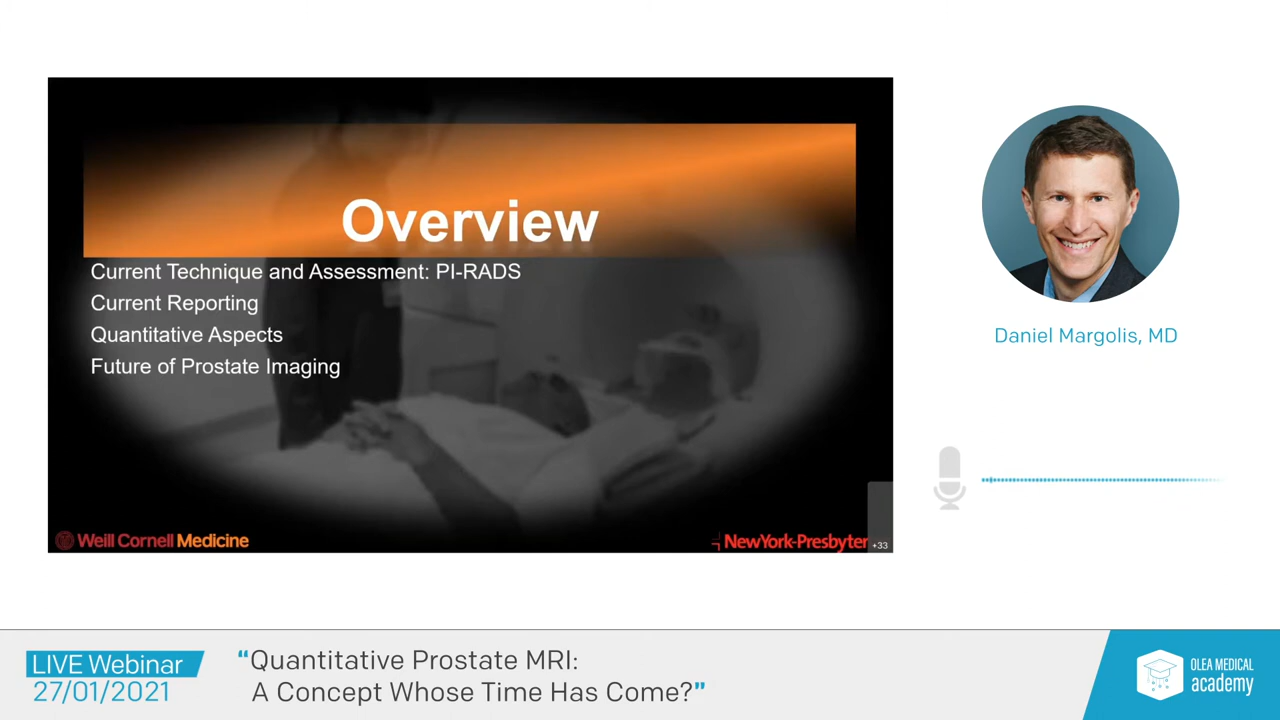 Overview
Current Technique and Assessment: PI-RADS
Current Reporting
Quantitative Aspects
Future of Prostate Imaging
Weill Cornell Medicine
NewYork-Presbyter
+33
Daniel Margolis, MD
LIVE Webinar
27/01/2021
“Quantitative Prostate MRI:
A Concept Whose Time Has Come?”
OLEA MEDICAL
academy